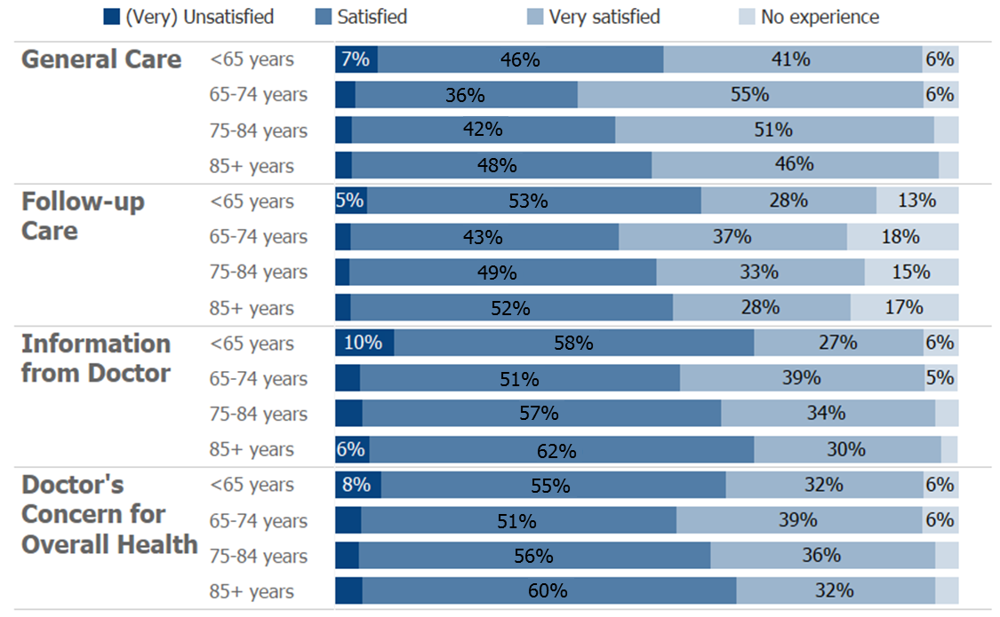 (Very) Unsatisfied Satisfied Very satisfied No experience
General Care <65 years 7% 46% 41% 6%
65-74 years 36% 55% 6%
75-84 years 42% 51%
85+ years 48% 46%
Follow-up <65 years 5% 53% 28% 13%
Care 65-74 years 43% 37% 18%
75-84 years 49% 33% 15%
85+ years 52% 28% 17%
Information <65 years 10% 58% 27% 6%
from Doctor 65-74 years 51% 39% 5%
75-84 years 57% 34%
85+ years 6% 62% 30%
Doctor's <65 years 8% 55% 32% 6%
Concern for 65-74 years 51% 39% 6%
Overall Health 75-84 years 56% 36%
85+ years 60% 32%